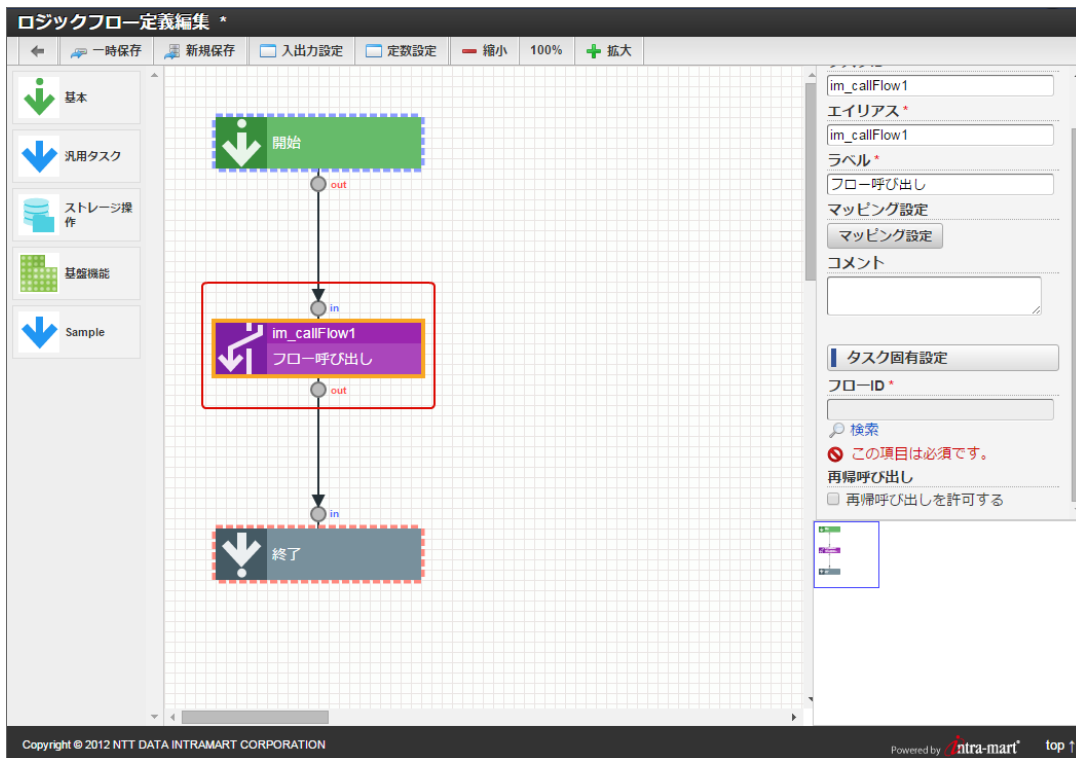 ロジックフロー定義編集 *
一時保存 新規保存 入出力設定 定数設定 縮小 100% 拡大
基本
汎用タスク
ストレージ操
作
基盤機能
Sample
開始
out
in
im_callFlow1
フロー呼び出し
out
in
終了
im_callFlow1
エイリアス *
im_callFlow1
ラベル *
フロー呼び出し
マッピング設定
マッピング設定
コメント
タスク固有設定
フローID *
検索
この項目は必須です。
再帰呼び出し
再帰呼び出しを許可する
Copyright © 2012 NTT DATA INTRAMART CORPORATION
Powered by intra-mart
top ↑